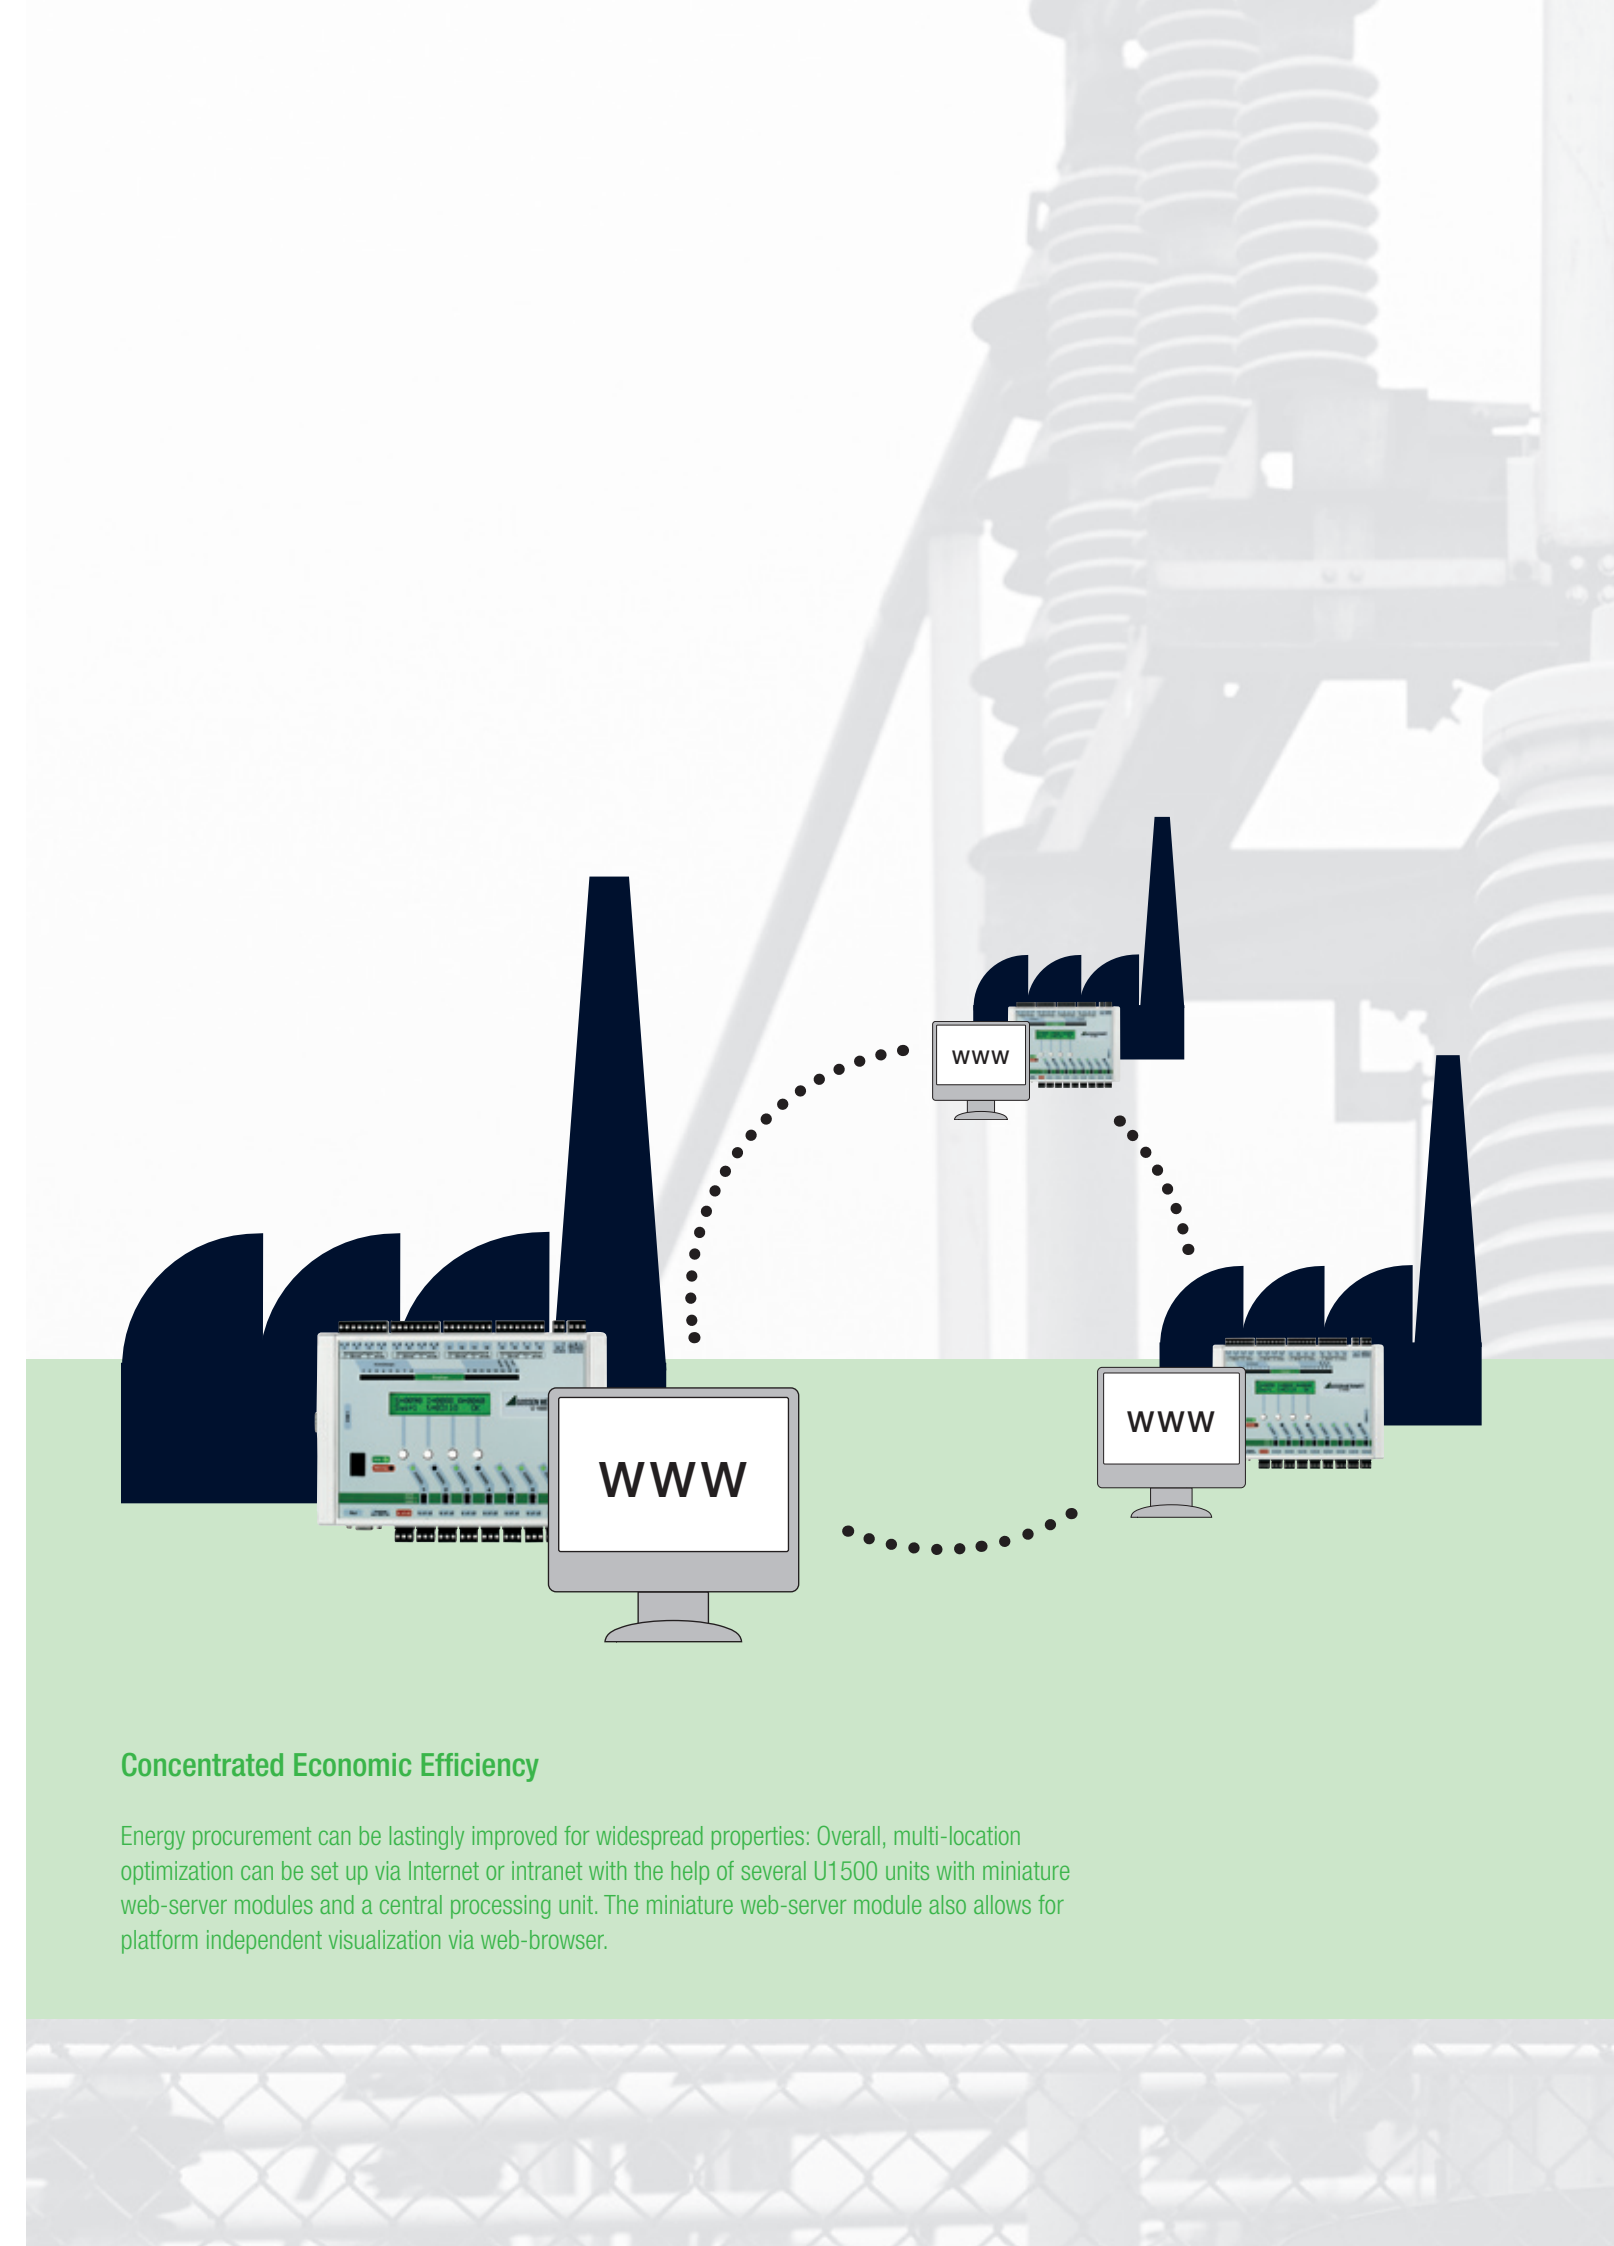 www
www
www
Concentrated Economic Efficiency
Energy procurement can be lastingly improved for widespread properties: Overall, multi-location
optimization can be set up via Internet or intranet with the help of several U1500 units with miniature
web-server modules and a central processing unit. The miniature web-server module also allows for
platform independent visualization via web-browser.